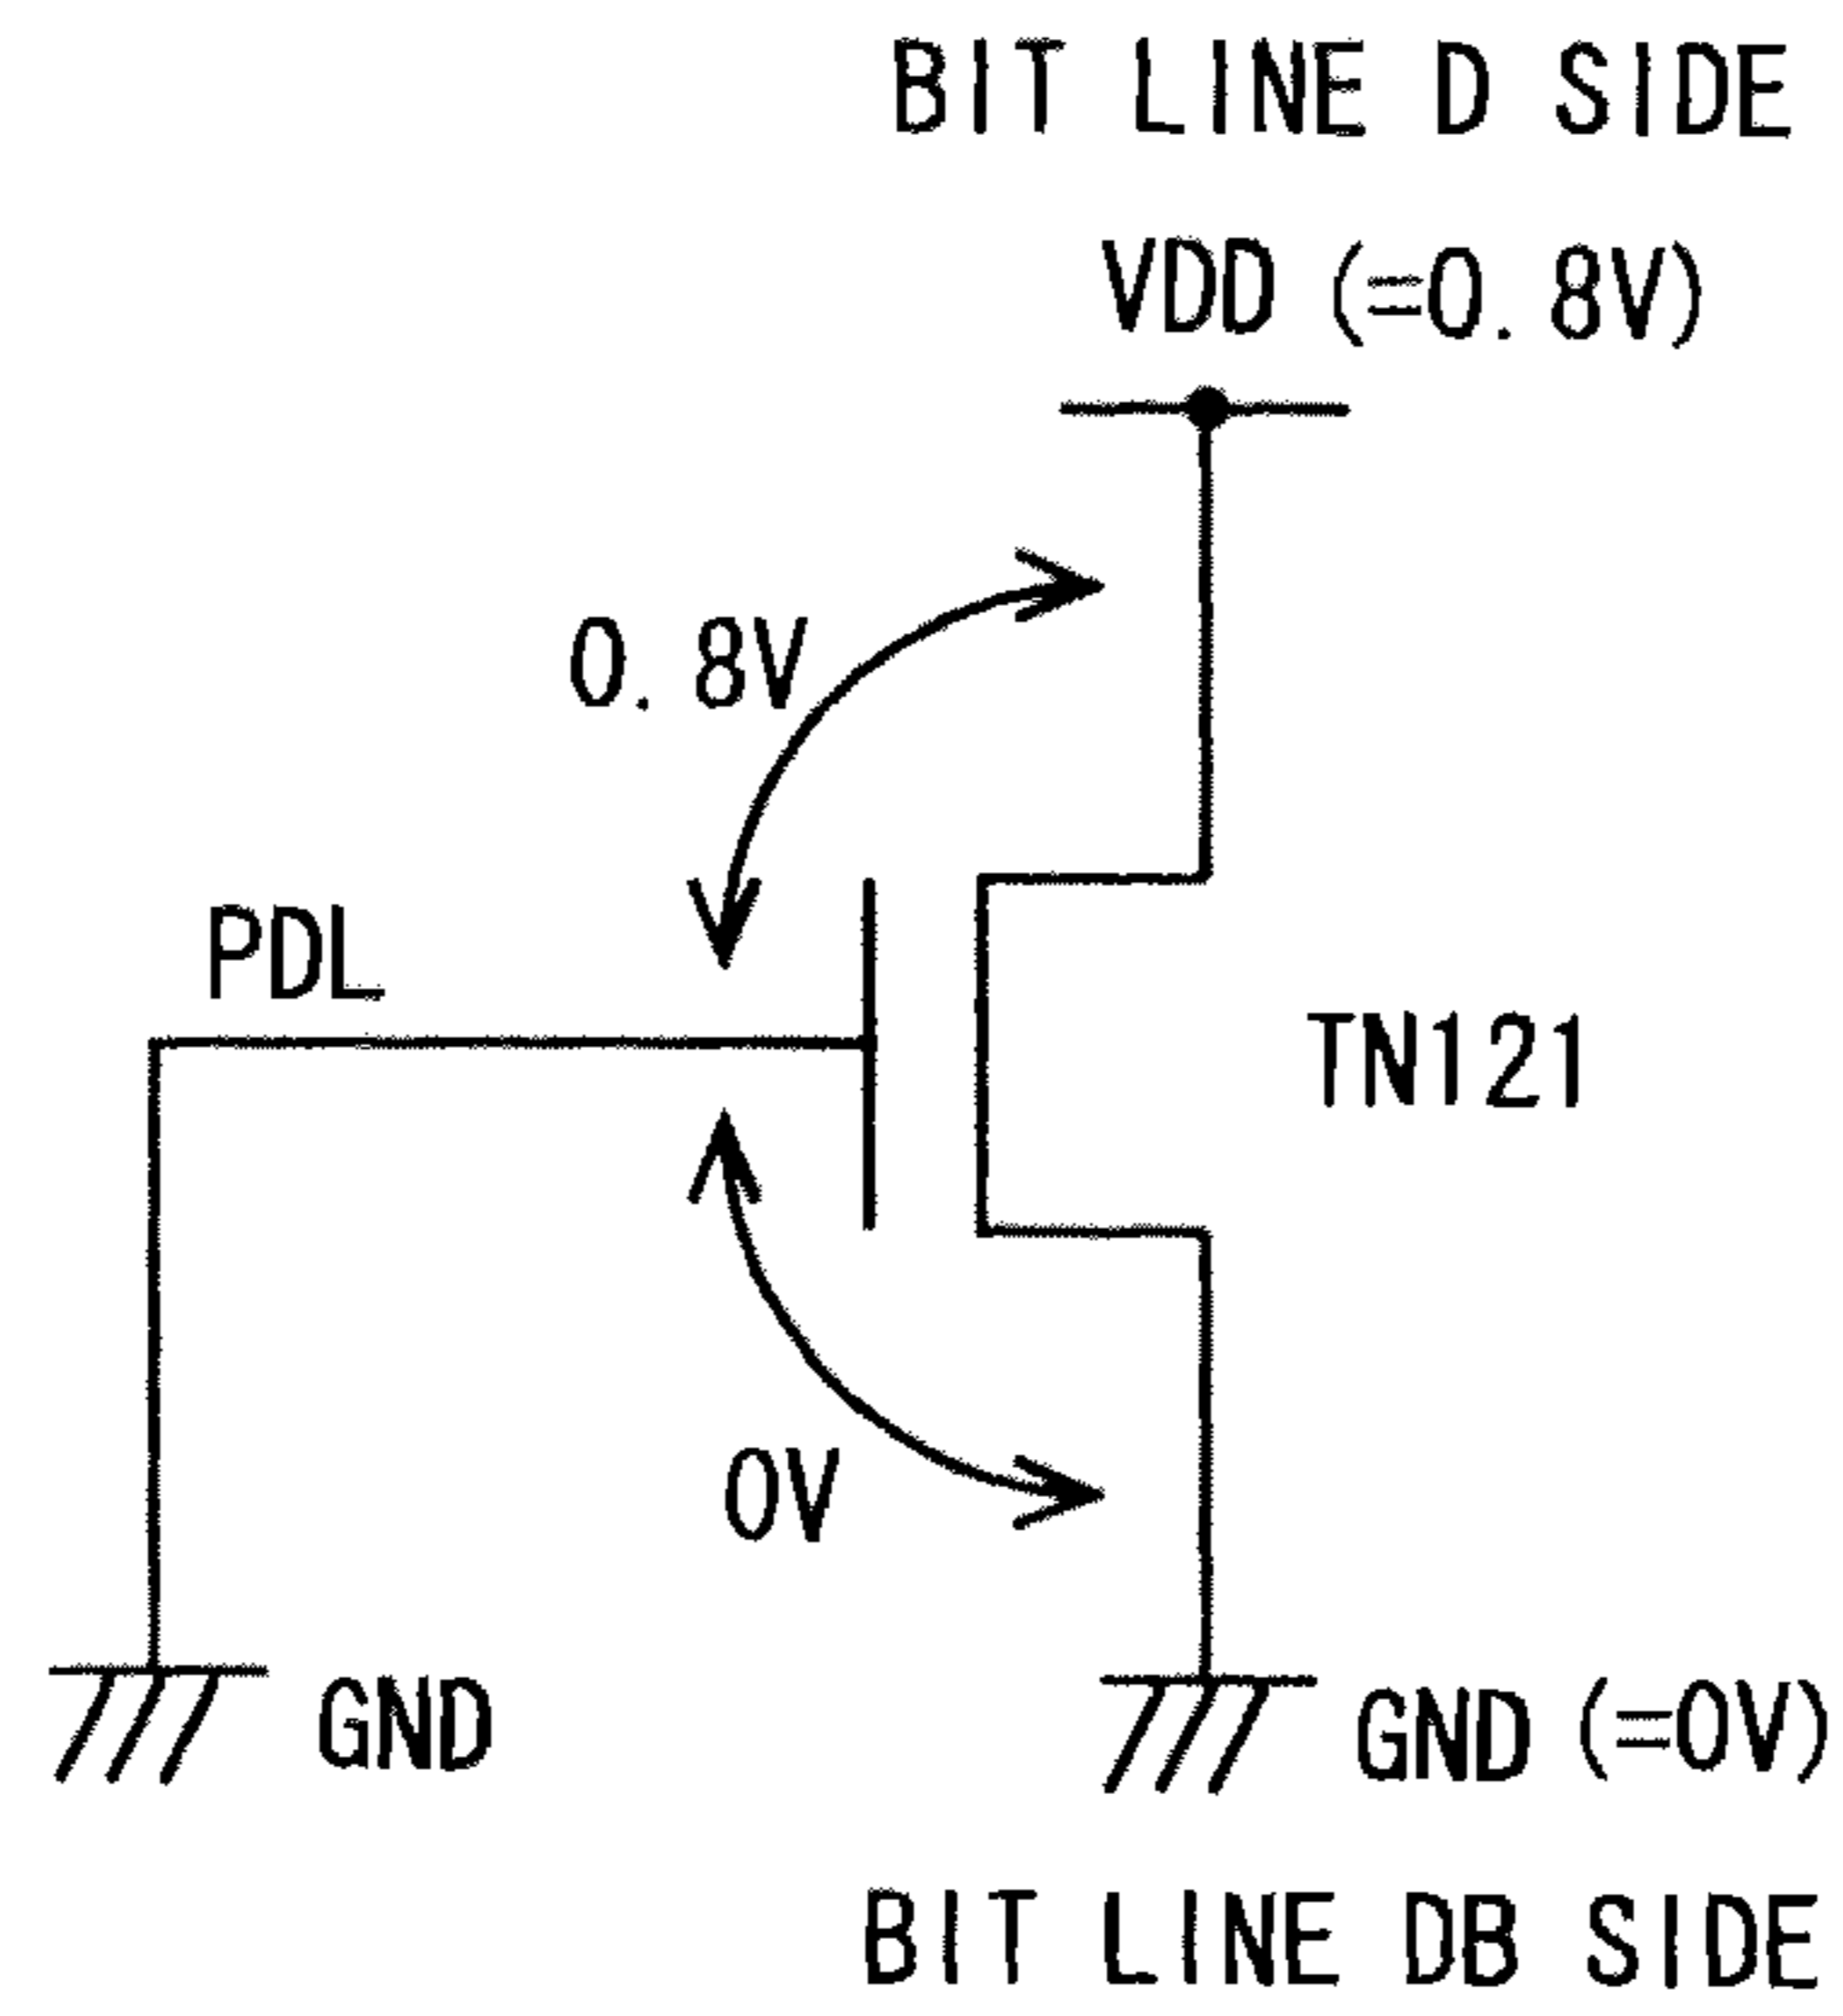 BIT LINE D SIDE
VDD (=0.8V)
0.8V
PDL
TN121
0V
GND
GND (=0V)
BIT LINE DB SIDE